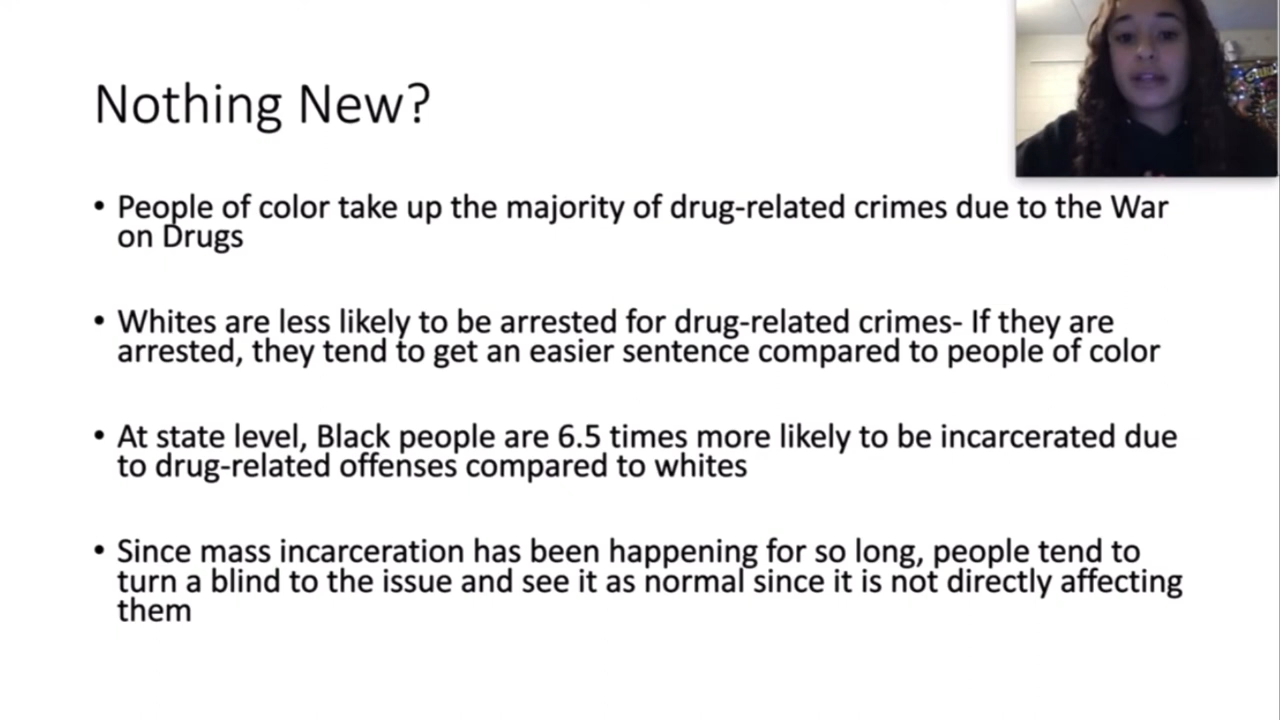 Nothing New?
• People of color take up the majority of drug-related crimes due to the War
on Drugs
• Whites are less likely to be arrested for drug-related crimes- If they are
arrested, they tend to get an easier sentence compared to people of color
• At state level, Black people are 6.5 times more likely to be incarcerated due
to drug-related offenses compared to whites
• Since mass incarceration has been happening for so long, people tend to
turn a blind to the issue and see it as normal since it is not directly affecting
them